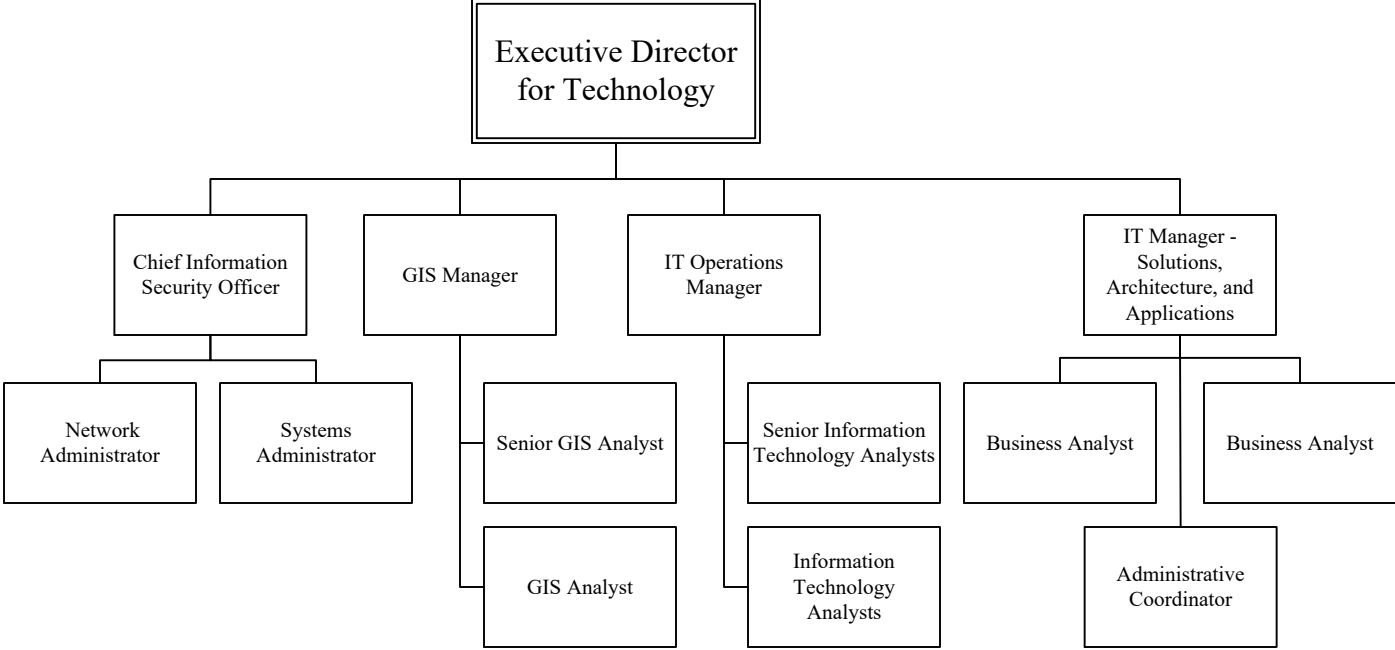 Executive Director
for Technology
Chief Information
Security Officer
GIS Manager
IT Operations
Manager
IT Manager -
Solutions,
Architecture, and
Applications
Network
Administrator
Systems
Administrator
Senior GIS Analyst
Senior Information
Technology Analysts
Business Analyst
Business Analyst
GIS Analyst
Information
Technology
Analysts
Administrative
Coordinator